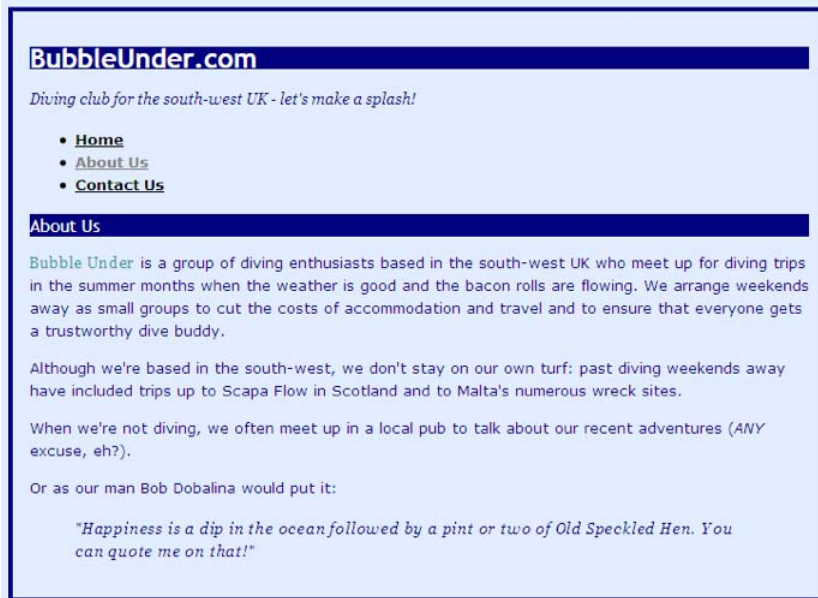 BubbleUnder.com
Diving club for the south-west UK - let's make a splash!
Home
About Us
Contact Us
About Us
Bubble Under is a group of diving enthusiasts based in the south-west UK who meet up for diving trips
in the summer months when the weather is good and the bacon rolls are flowing. We arrange weekends
away as small groups to cut the costs of accommodation and travel and to ensure that everyone gets
a trustworthy dive buddy.
Although we're based in the south-west, we don't stay on our own turf: past diving weekends away
have included trips up to Scapa Flow in Scotland and to Malta's numerous wreck sites.
When we're not diving, we often meet up in a local pub to talk about our recent adventures (ANY
excuse, eh?).
Or as our man Bob Dobalina would put it:
"Happiness is a dip in the ocean followed by a pint or two of Old Speckled Hen. You
can quote me on that!"